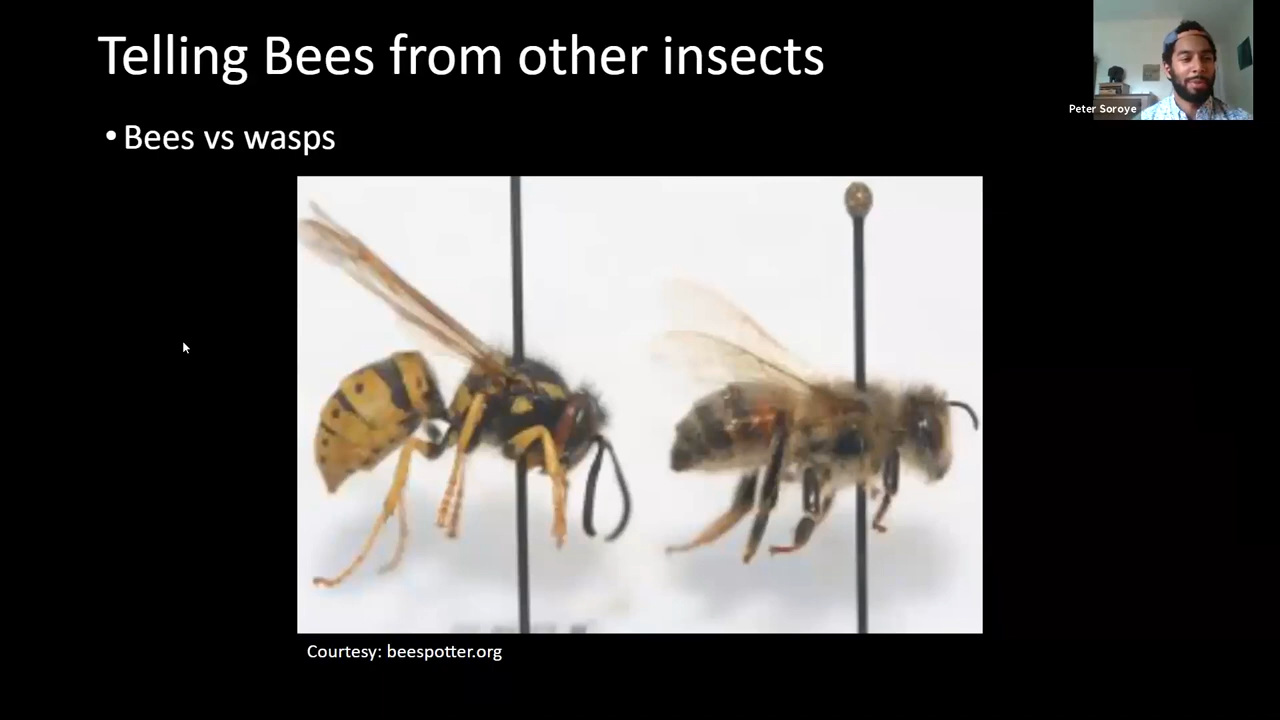 Telling Bees from other insects
Peter Soroye
•Bees vs wasps
Courtesy: beespotter.org